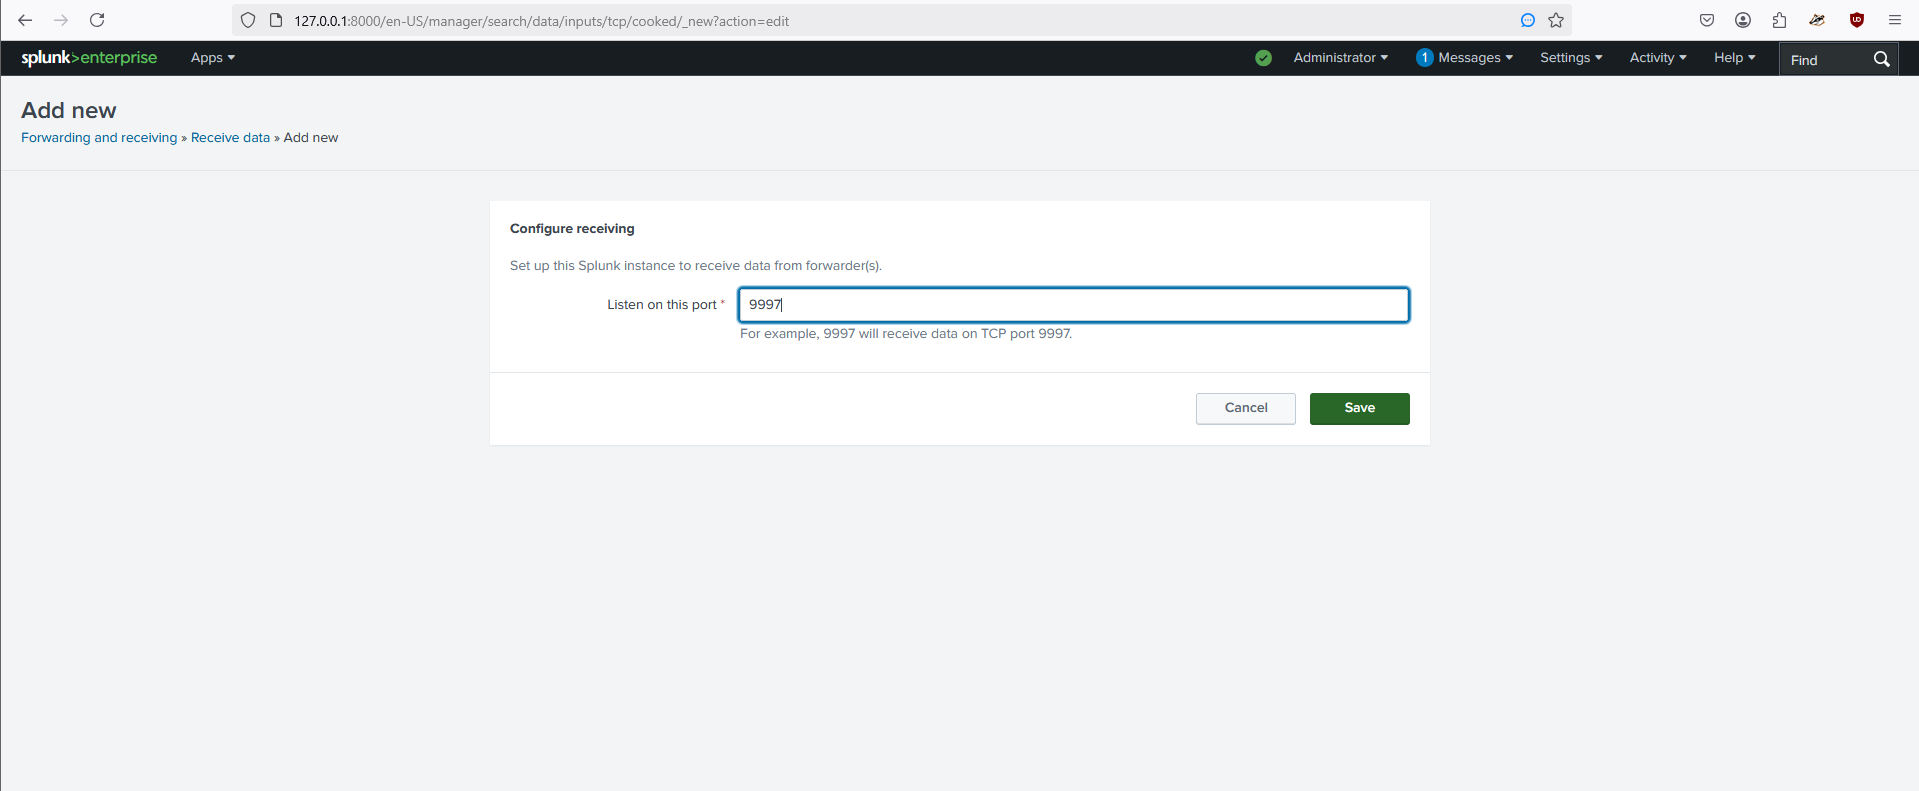 127.0.0.1:8000/en-US/manager/search/data/inputs/tcp/cooked/_new?action=edit
splunk>enterprise Apps Administrator 1 Messages Settings Activity Help Find
Add new
Forwarding and receiving » Receive data » Add new
Configure receiving
Set up this Splunk instance to receive data from forwarder(s).
Listen on this port * 9997
For example, 9997 will receive data on TCP port 9997.
Cancel Save